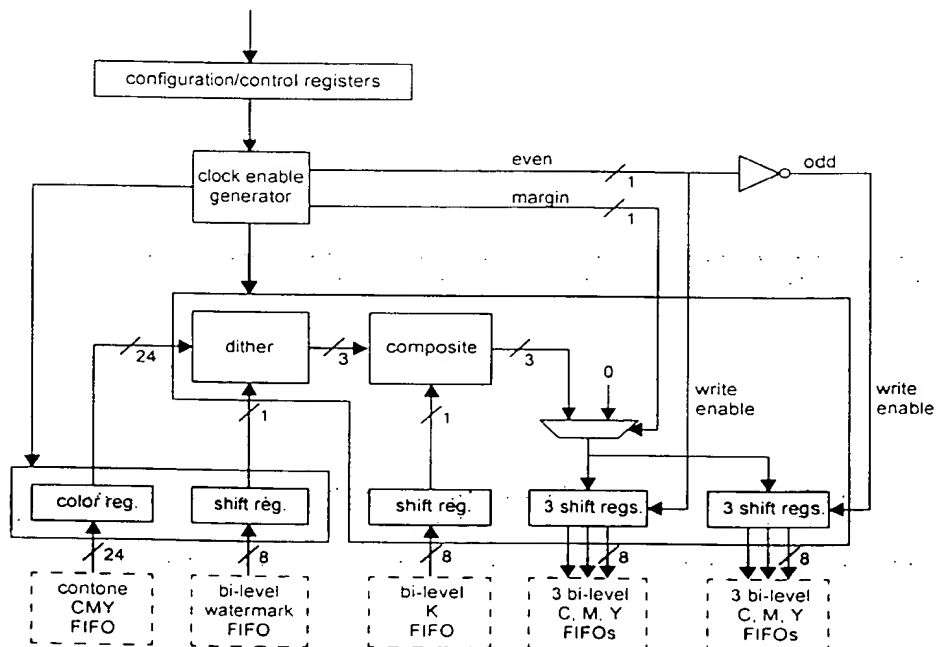 configuration/control registers
clock enable
generator
even
1
odd
margin
1
24
dither
3
composite
3
0
1
1
write
enable
write
enable
color reg.
shift reg.
shift reg.
3 shift regs.
3 shift regs.
24
8
8
8
8
contone
CMY
FIFO
bi-level
watermark
FIFO
bi-level
K
FIFO
3 bi-level
C, M, Y
FIFOs
3 bi-level
C, M, Y
FIFOs